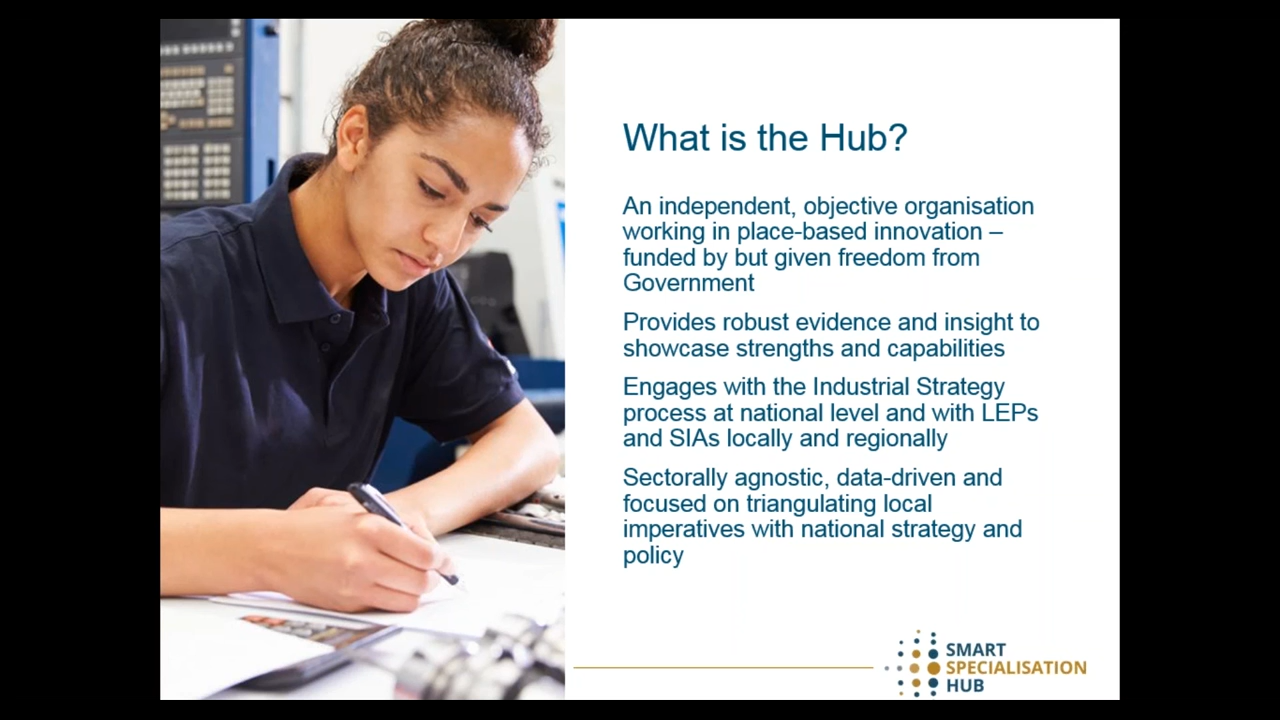 What is the Hub?
An independent, objective organisation
working in place-based innovation –
funded by but given freedom from
Government
Provides robust evidence and insight to
showcase strengths and capabilities
Engages with the Industrial Strategy
process at national level and with LEPs
and SIAs locally and regionally
Sectorally agnostic, data-driven and
focused on triangulating local
imperatives with national strategy and
policy
SMART
SPECIALISATION
HUB